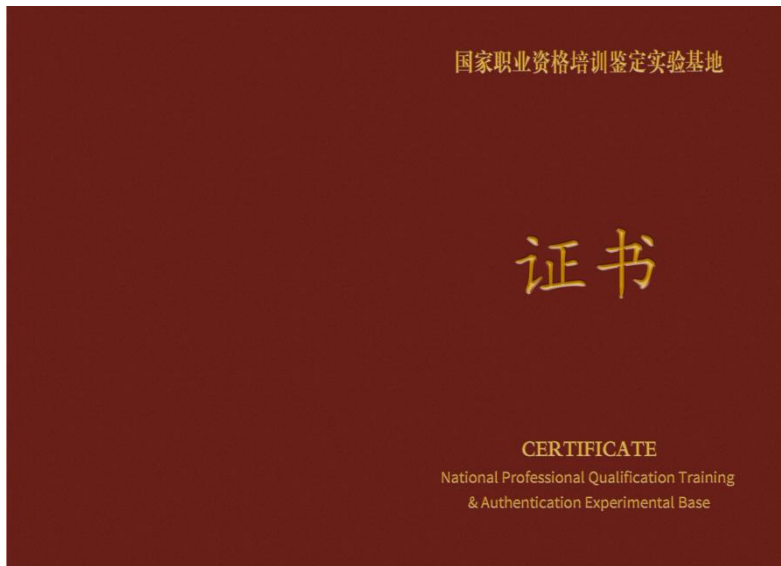 国家职业资格培训鉴定实验基地
证书
CERTIFICATE
National Professional Qualification Training
& Authentication Experimental Base